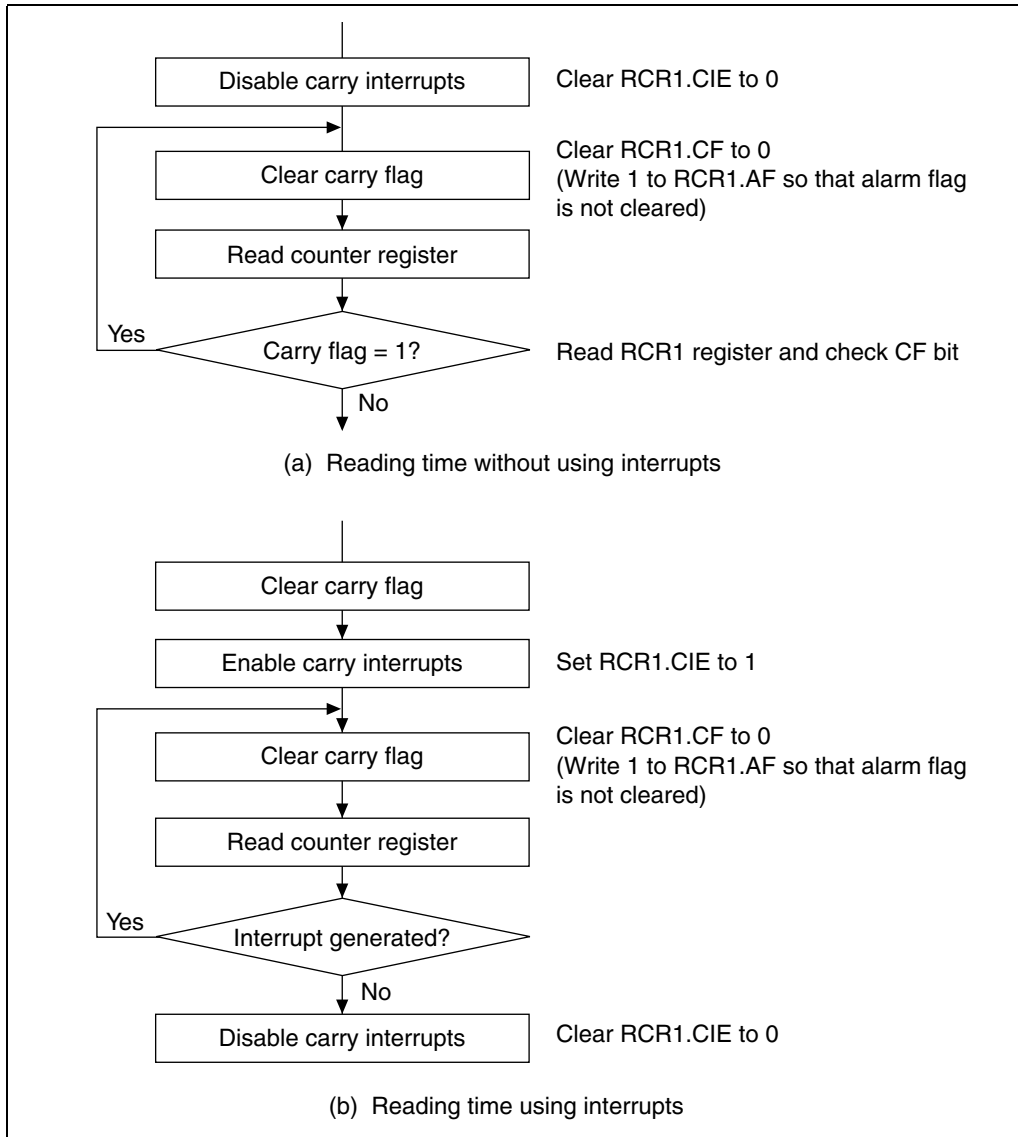 Disable carry interrupts
Clear RCR1.CIE to 0
Clear carry flag
Clear RCR1.CF to 0
(Write 1 to RCR1.AF so that alarm flag
is not cleared)
Read counter register
Yes
Carry flag = 1?
Read RCR1 register and check CF bit
No
(a) Reading time without using interrupts
Clear carry flag
Enable carry interrupts
Set RCR1.CIE to 1
Clear carry flag
Clear RCR1.CF to 0
(Write 1 to RCR1.AF so that alarm flag
is not cleared)
Read counter register
Yes
Interrupt generated?
No
Disable carry interrupts
Clear RCR1.CIE to 0
(b) Reading time using interrupts